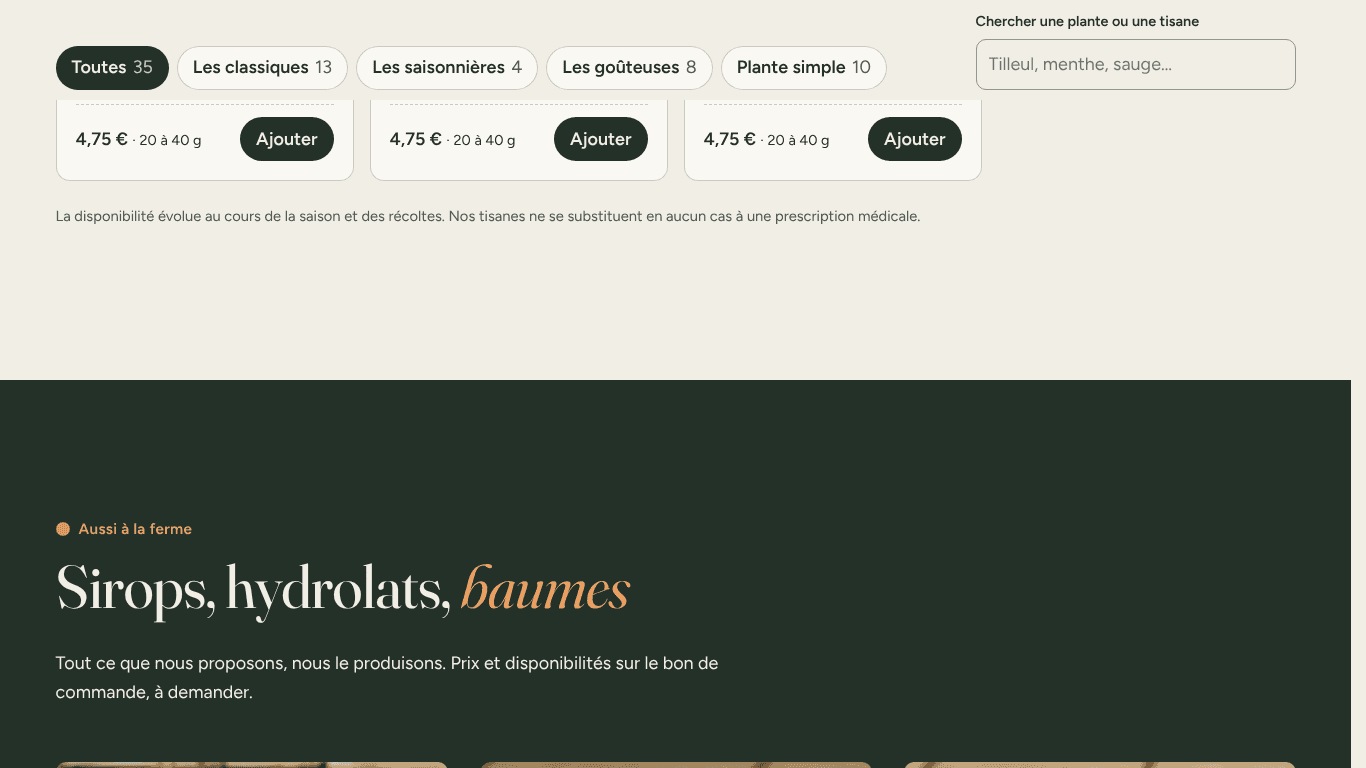 Chercher une plante ou une tisane
Toutes 35 Les classiques 13 Les saisonnières 4 Les goûteuses 8 Plante simple 10
Tilleul, menthe, sauge…
4,75 € · 20 à 40 g Ajouter
4,75 € · 20 à 40 g Ajouter
4,75 € · 20 à 40 g Ajouter
La disponibilité évolue au cours de la saison et des récoltes. Nos tisanes ne se substituent en aucun cas à une prescription médicale.
Aussi à la ferme
Sirops, hydrolats, baumes
Tout ce que nous proposons, nous le produisons. Prix et disponibilités sur le bon de
commande, à demander.